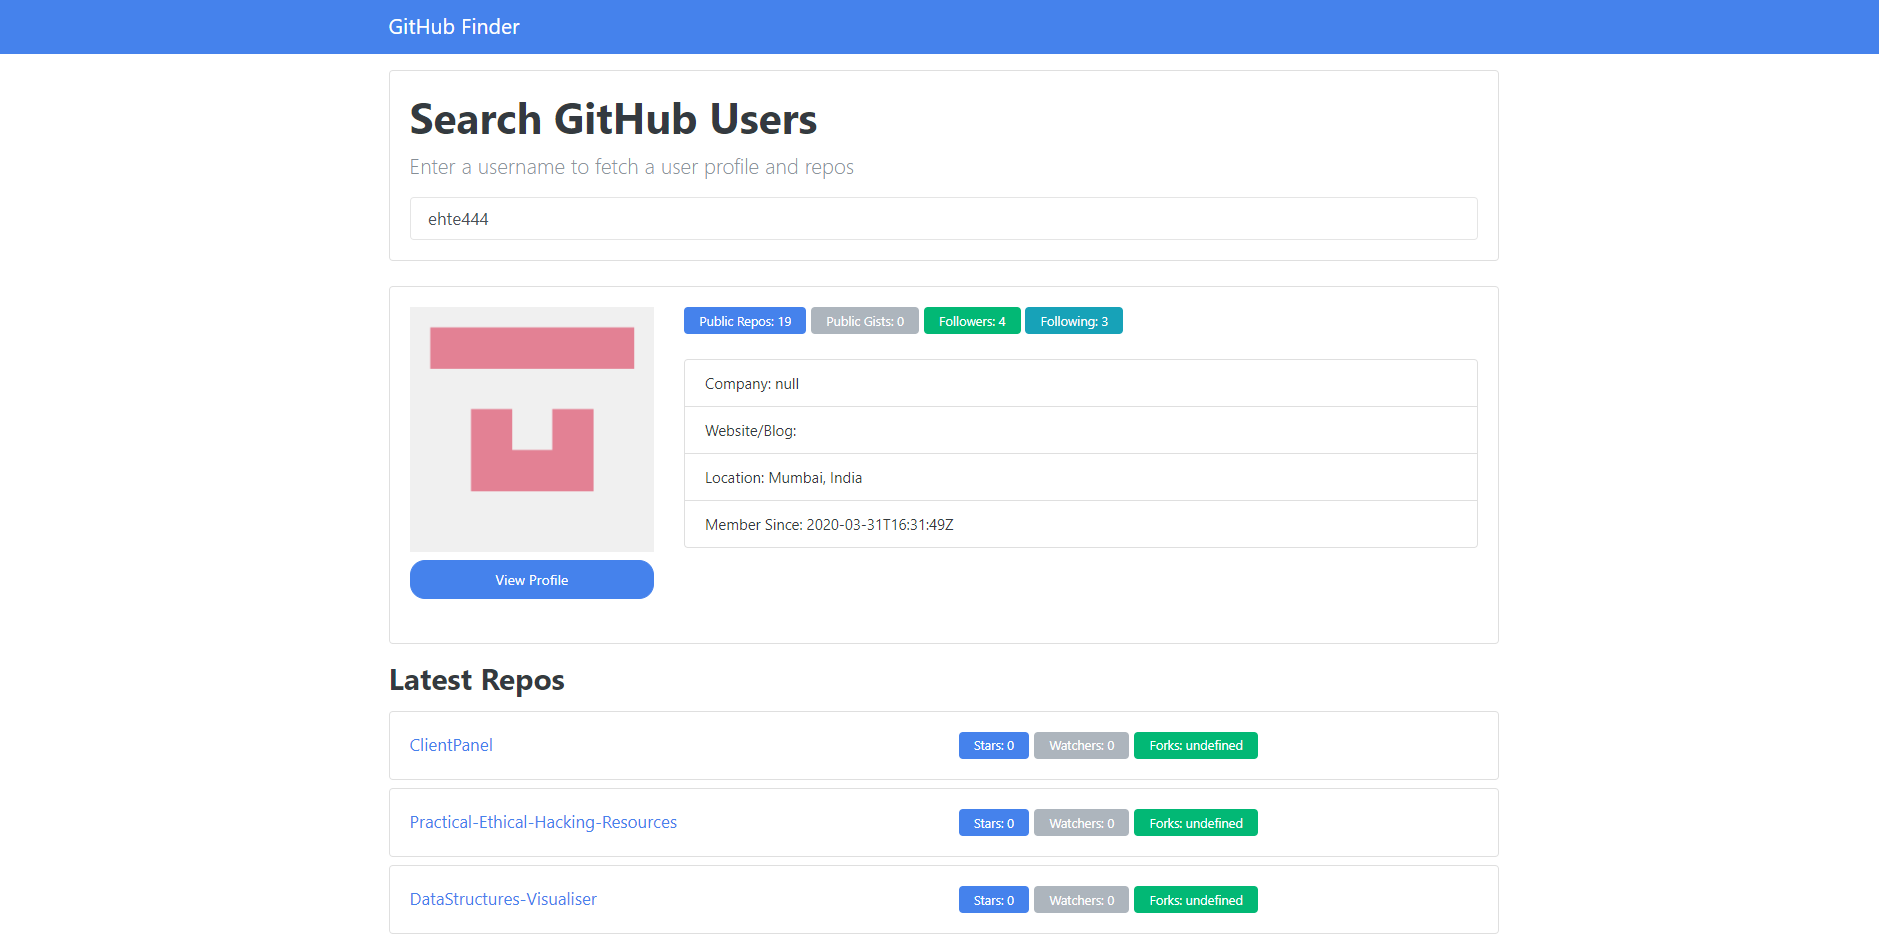 GitHub Finder
Search GitHub Users
Enter a username to fetch a user profile and repos
ehte444
Public Repos: 19 Public Gists: 0 Followers: 4 Following: 3
Company: null
Website/Blog:
Location: Mumbai, India
Member Since: 2020-03-31T16:31:49Z
View Profile
Latest Repos
ClientPanel Stars: 0 Watchers: 0 Forks: undefined
Practical-Ethical-Hacking-Resources Stars: 0 Watchers: 0 Forks: undefined
DataStructures-Visualiser Stars: 0 Watchers: 0 Forks: undefined